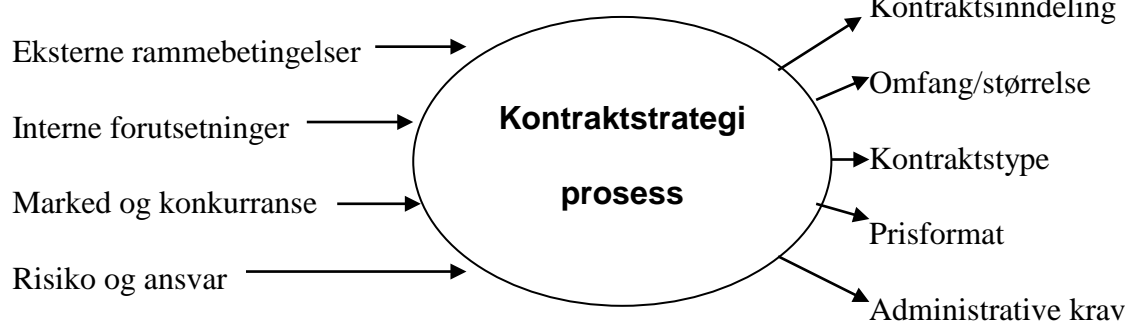 Eksterne rammebetingelser
Interne forutsetninger
Marked og konkurranse
Risiko og ansvar
Kontraktstrategi
prosess
Kontraktsinndeling
Omfang/størrelse
Kontraktstype
Prisformat
Administrative krav